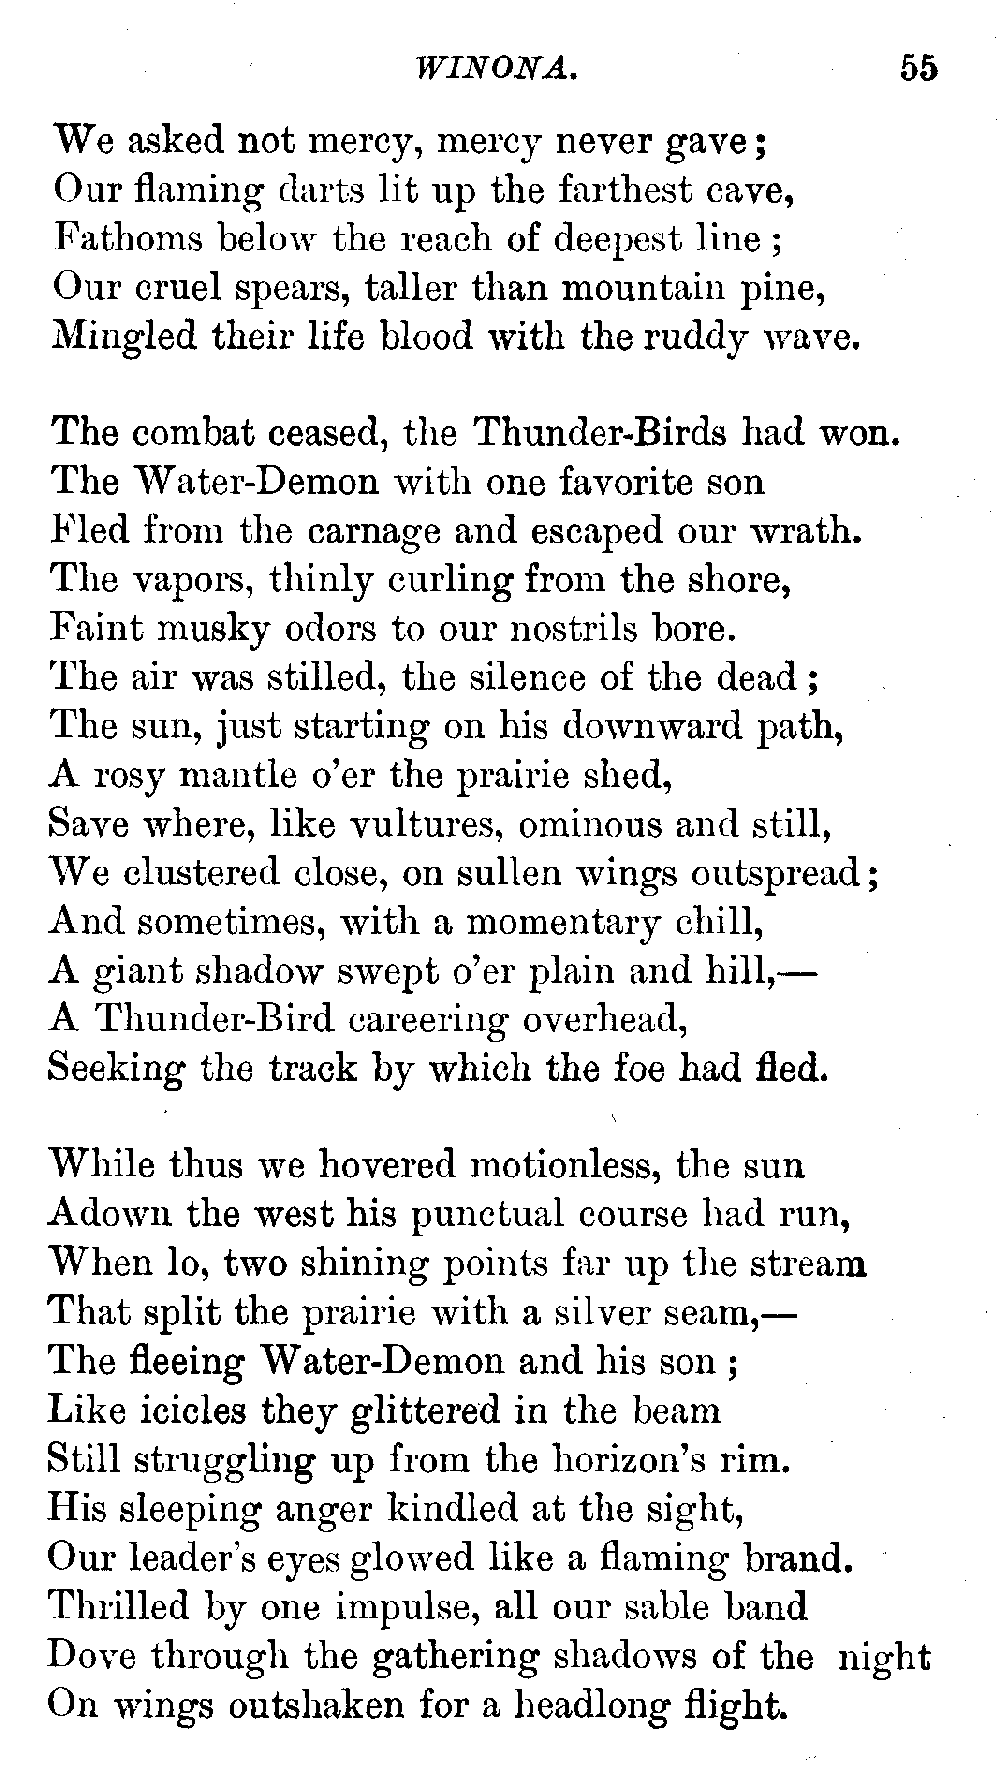 WINONA. 55
We asked not mercy, mercy never gave;
Our flaming darts lit up the farthest cave,
Fathoms below the reach of deepest line;
Our cruel spears, taller than mountain pine,
Mingled their life blood with the ruddy wave.

The combat ceased, the Thunder-Birds had won.
The Water-Demon with one favorite son
Fled from the carnage and escaped our wrath.
The vapors, thinly curling from the shore,
Faint musky odors to our nostrils bore.
The air was stilled, the silence of the dead;
The sun, just starting on his downward path,
A rosy mantle o'er the prairie shed,
Save where, like vultures, ominous and still,
We clustered close, on sullen wings outspread;
And sometimes, with a momentary chill,
A giant shadow swept o'er plain and hill,—
A Thunder-Bird careering overhead,
Seeking the track by which the foe had fled.

While thus we hovered motionless, the sun
Adown the west his punctual course had run,
When lo, two shining points far up the stream
That split the prairie with a silver seam,—
The fleeing Water-Demon and his son;
Like icicles they glittered in the beam
Still struggling up from the horizon's rim.
His sleeping anger kindled at the sight,
Our leader's eyes glowed like a flaming brand.
Thrilled by one impulse, all our sable band
Dove through the gathering shadows of the night
On wings outshaken for a headlong flight.